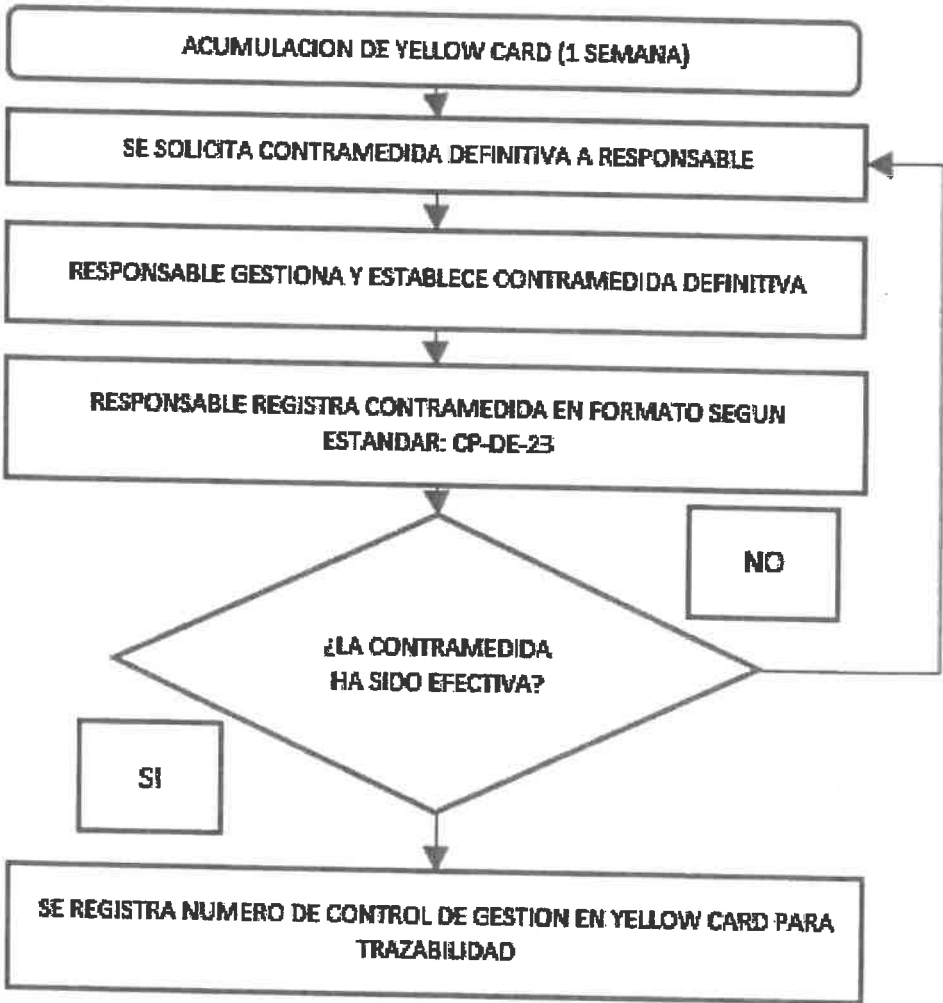 ACUMULACION DE YELLOW CARD (1 SEMANA)
SE SOLICITA CONTRAMEDIDA DEFINITIVA A RESPONSABLE
RESPONSABLE GESTIONA Y ESTABLECE CONTRAMEDIDA DEFINITIVA
RESPONSABLE REGISTRA CONTRAMEDIDA EN FORMATO SEGUN
ESTANDAR: CP-DE-23
NO
¿LA CONTRAMEDIDA
HA SIDO EFECTIVA?
SI
SE REGISTRA NUMERO DE CONTROL DE GESTION EN YELLOW CARD PARA
TRAZABILIDAD